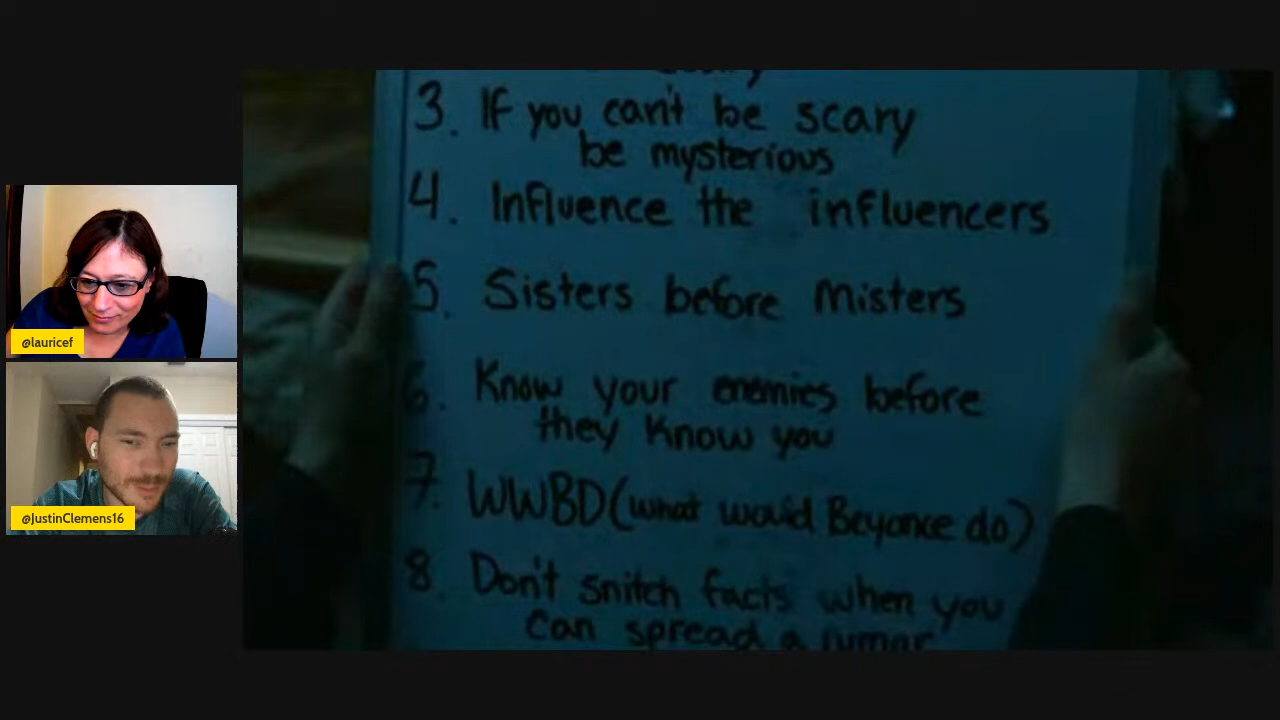 3. If you can't be scary
be mysterious
4. Influence the influencers
5. Sisters before Misters
6. Know your enemies before
they know you
7. WWBD (what would Beyonce do)
8. Don't snitch facts when you
can spread a rumor
@lauricef
@JustinClemens16